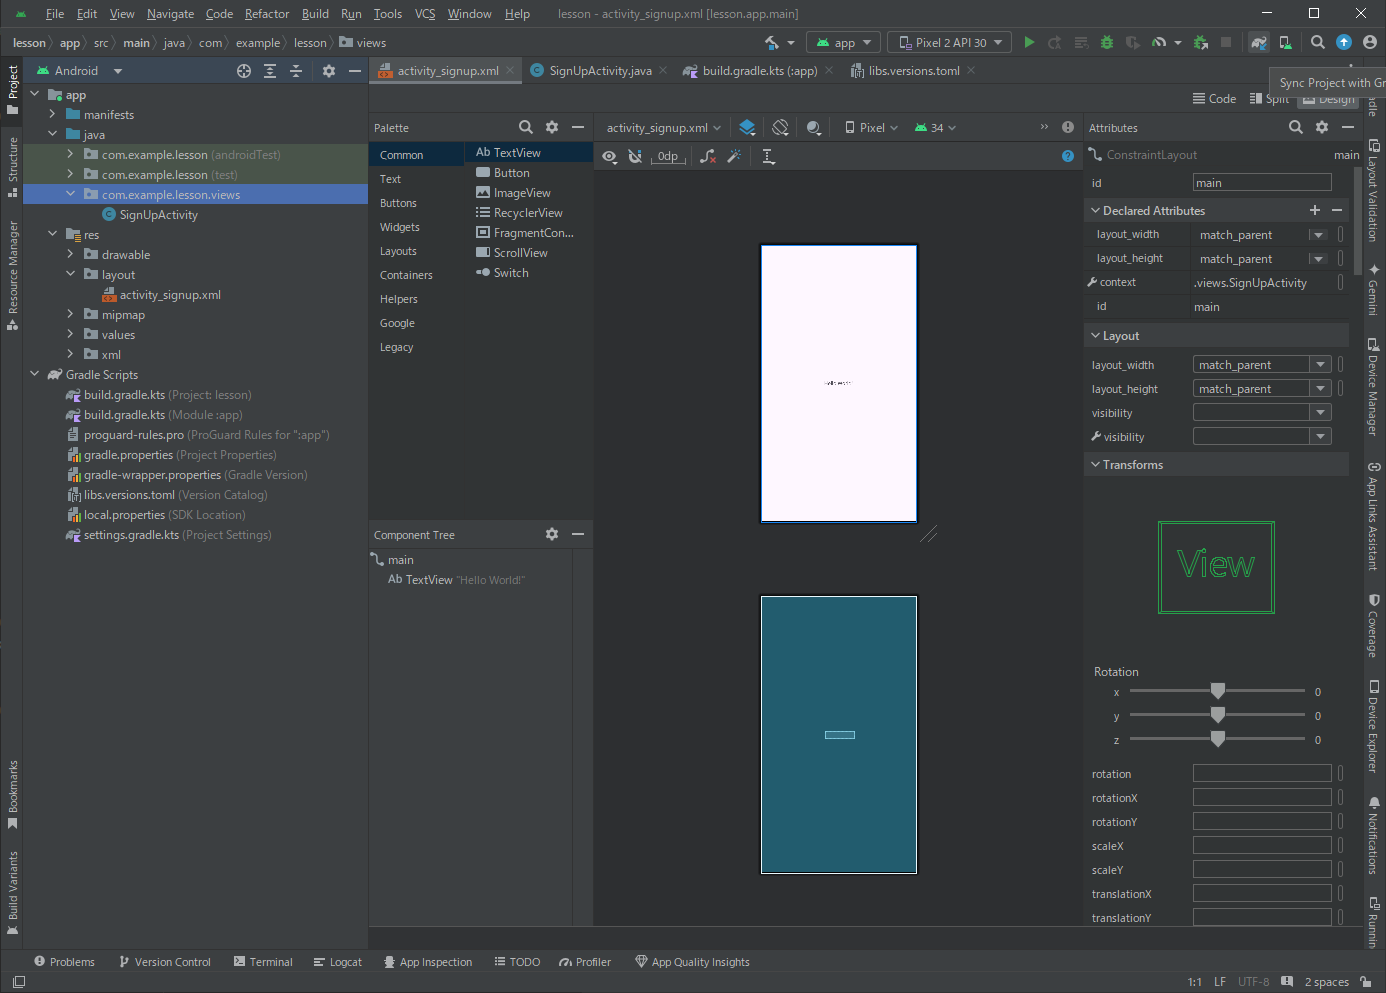 File Edit View Navigate Code Refactor Build Run Tools VCS Window Help lesson - activity_signup.xml [lesson.app.main]
lesson app src main java com example lesson views app Pixel 2 API 30
Android activity_signup.xml SignUpActivity.java build.gradle.kts (:app) libs.versions.toml
Sync Project with Gr
Code Split Design
Project
Structure
Resource Manager
Bookmarks
Build Variants
app
manifests
java
com.example.lesson (androidTest)
com.example.lesson (test)
com.example.lesson.views
SignUpActivity
res
drawable
layout
activity_signup.xml
mipmap
values
xml
Gradle Scripts
build.gradle.kts (Project: lesson)
build.gradle.kts (Module :app)
proguard-rules.pro (ProGuard Rules for ":app")
gradle.properties (Project Properties)
gradle-wrapper.properties (Gradle Version)
libs.versions.toml (Version Catalog)
local.properties (SDK Location)
settings.gradle.kts (Project Settings)
Palette
Common
Text
Buttons
Widgets
Layouts
Containers
Helpers
Google
Legacy
Ab TextView
Button
ImageView
RecyclerView
FragmentCon...
ScrollView
Switch
Component Tree
main
Ab TextView "Hello World!"
activity_signup.xml Pixel 34
0dp
Attributes
ConstraintLayout main
id main
Declared Attributes
layout_width match_parent
layout_height match_parent
context .views.SignUpActivity
id main
Layout
layout_width match_parent
layout_height match_parent
visibility
visibility
Transforms
View
Rotation
x 0
y 0
z 0
rotation
rotationX
rotationY
scaleX
scaleY
translationX
translationY
Layout Validation
Gemini
Device Manager
App Links Assistant
Coverage
Device Explorer
Notifications
Runnin
Problems Version Control Terminal Logcat App Inspection TODO Profiler App Quality Insights
1:1 LF UTF-8 2 spaces